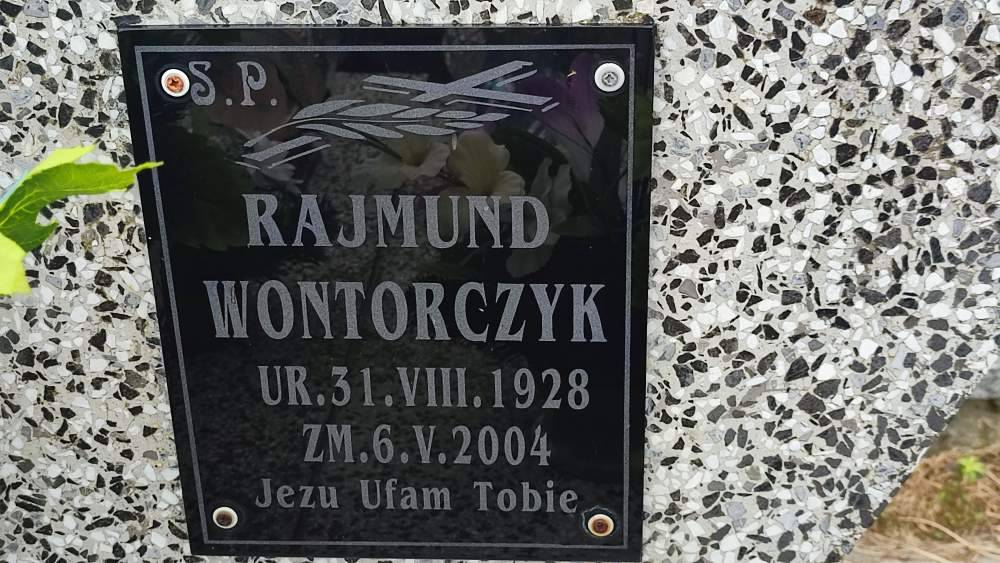 Ś.P.
RAJMUND
WONTORCZYK
UR.31.VIII.1928
ZM.6.V.2004
Jezu Ufam Tobie